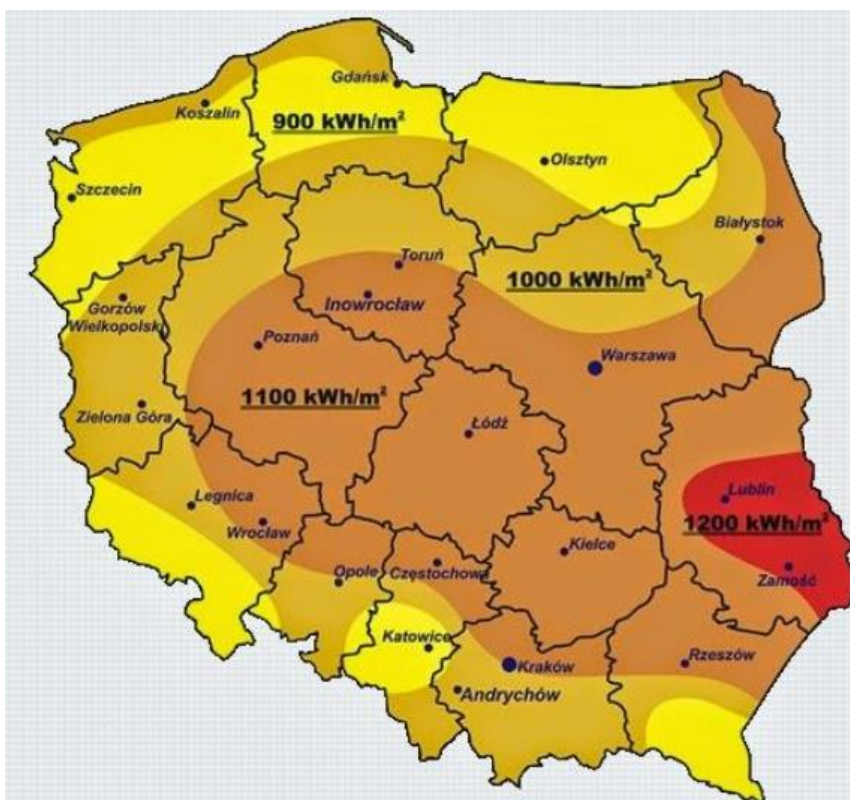 Gdańsk
Koszalin
900 kWh/m²
Olsztyn
Szczecin
Białystok
Toruń
1000 kWh/m²
Inowrocław
Gorzów
Wielkopolski
Poznań
Warszawa
1100 kWh/m²
Zielona Góra
Łódź
Legnica
Lublin
1200 kWh/m²
Wrocław
Kielce
Opole
Częstochowa
Zamość
Katowice
Kraków
Rzeszów
Andrychów